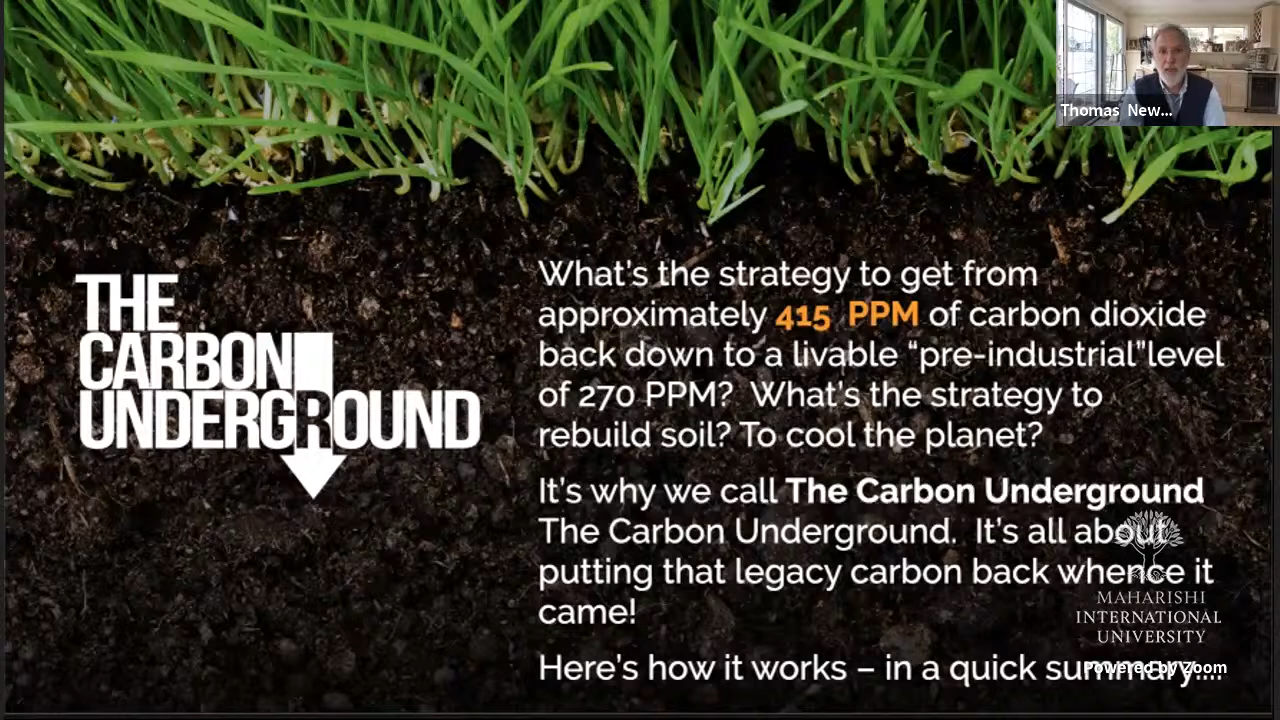 Thomas New...
THE
CARBON
UNDERGROUND
What's the strategy to get from
approximately 415 PPM of carbon dioxide
back down to a livable “pre-industrial”level
of 270 PPM? What's the strategy to
rebuild soil? To cool the planet?
It's why we call The Carbon Underground
The Carbon Underground. It's all about
putting that legacy carbon back whence it
came!
Here's how it works – in a quick summary....
MAHARISHI
INTERNATIONAL
UNIVERSITY
Powered by Zoom